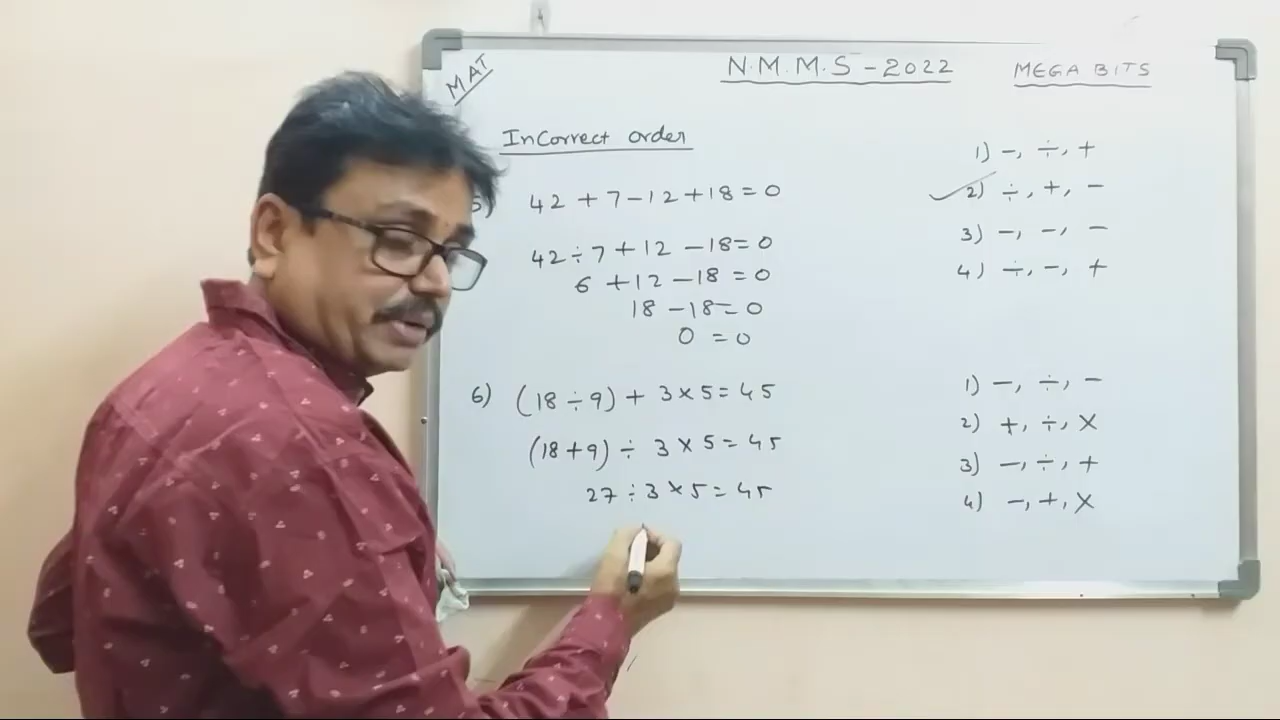 MAT
N.M.M.S-2022
MEGA BITS
InCorrect order
5) 42 + 7 - 12 + 18 = 0
42 ÷ 7 + 12 - 18 = 0
6 + 12 - 18 = 0
18 - 18 = 0
0 = 0
1) -, ÷, +
2) ÷, +, -
3) -, -, -
4) ÷, -, +
6) (18 ÷ 9) + 3 × 5 = 45
(18 + 9) ÷ 3 × 5 = 45
27 ÷ 3 × 5 = 45
1) -, ÷, -
2) +, ÷, ×
3) -, ÷, +
4) -, +, ×